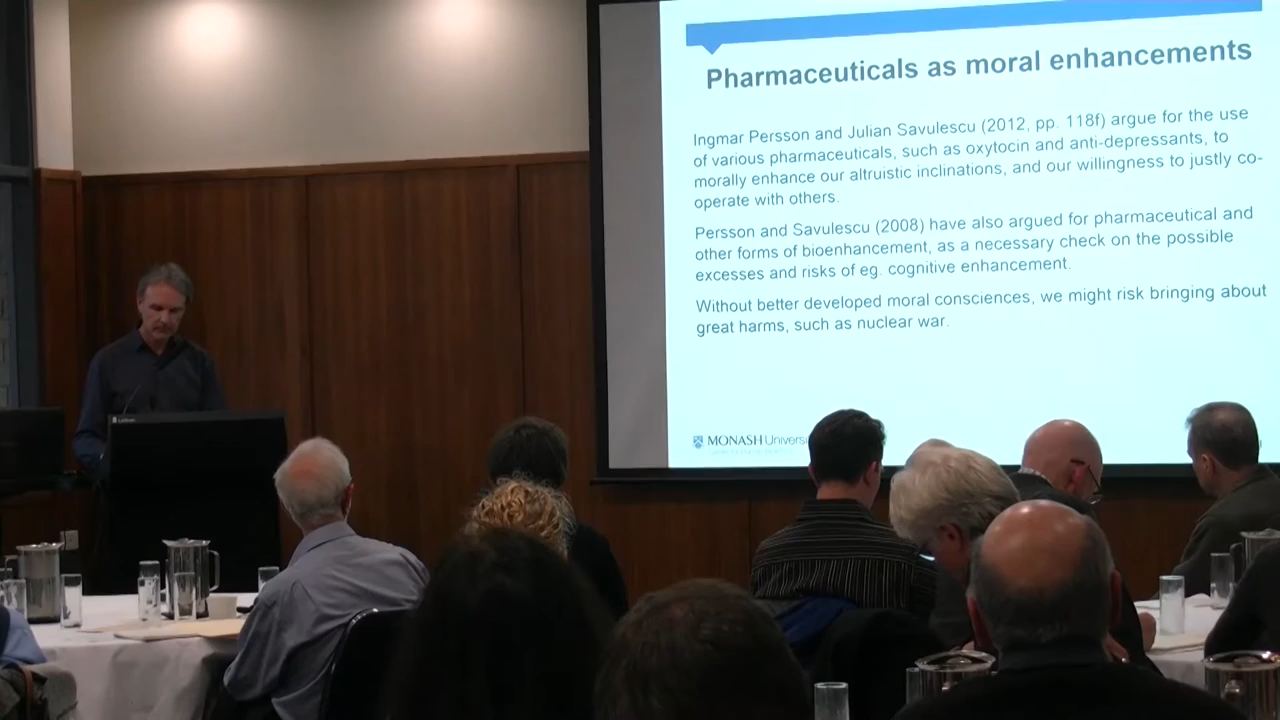 Pharmaceuticals as moral enhancements
Ingmar Persson and Julian Savulescu (2012, pp. 118f) argue for the use
of various pharmaceuticals, such as oxytocin and anti-depressants, to
morally enhance our altruistic inclinations, and our willingness to justly co-
operate with others.
Persson and Savulescu (2008) have also argued for pharmaceutical and
other forms of bioenhancement, as a necessary check on the possible
excesses and risks of eg. cognitive enhancement.
Without better developed moral consciences, we might risk bringing about
great harms, such as nuclear war.
MONASH Universi